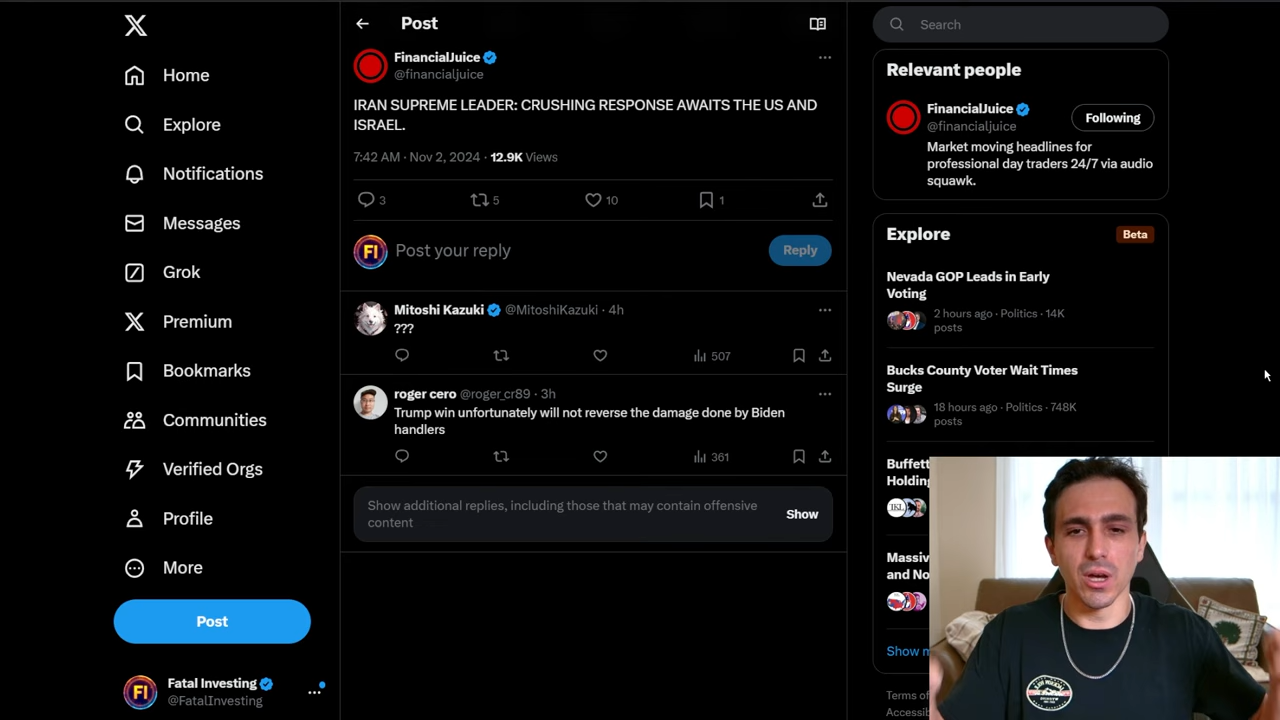 Home
Explore
Notifications
Messages
Grok
Premium
Bookmarks
Communities
Verified Orgs
Profile
More
Post
Fatal Investing
@FatalInvesting
Post
FinancialJuice
@financialjuice
IRAN SUPREME LEADER: CRUSHING RESPONSE AWAITS THE US AND
ISRAEL.
7:42 AM · Nov 2, 2024 · 12.9K Views
3
5
10
1
FI
Post your reply
Reply
Mitoshi Kazuki @MitoshiKazuki · 4h
???
507
roger cero @roger_cr89 · 3h
Trump win unfortunately will not reverse the damage done by Biden
handlers
361
Show additional replies, including those that may contain offensive
content
Show
Search
Relevant people
FinancialJuice
@financialjuice
Following
Market moving headlines for
professional day traders 24/7 via audio
squawk.
Explore
Beta
Nevada GOP Leads in Early
Voting
2 hours ago · Politics · 14K
posts
Bucks County Voter Wait Times
Surge
18 hours ago · Politics · 748K
posts
Buffett
Holding
Massiv
and No
Show m
Terms of
Accessib
FI